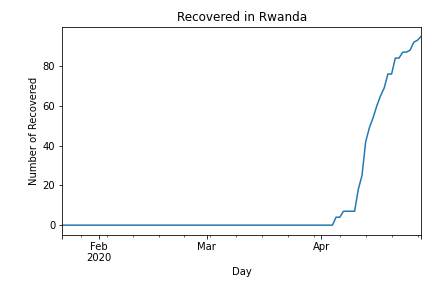 Recovered in Rwanda
Number of Recovered
80
60
40
20
0
Feb
2020
Mar
Apr
Day